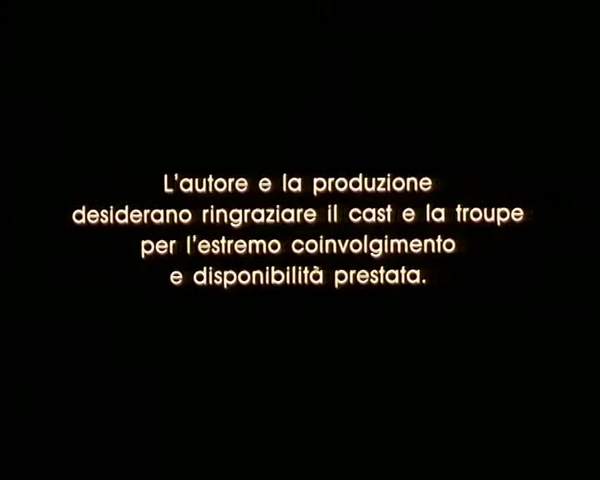 L'autore e la produzione
desiderano ringraziare il cast e la troupe
per l'estremo coinvolgimento
e disponibilità prestata.